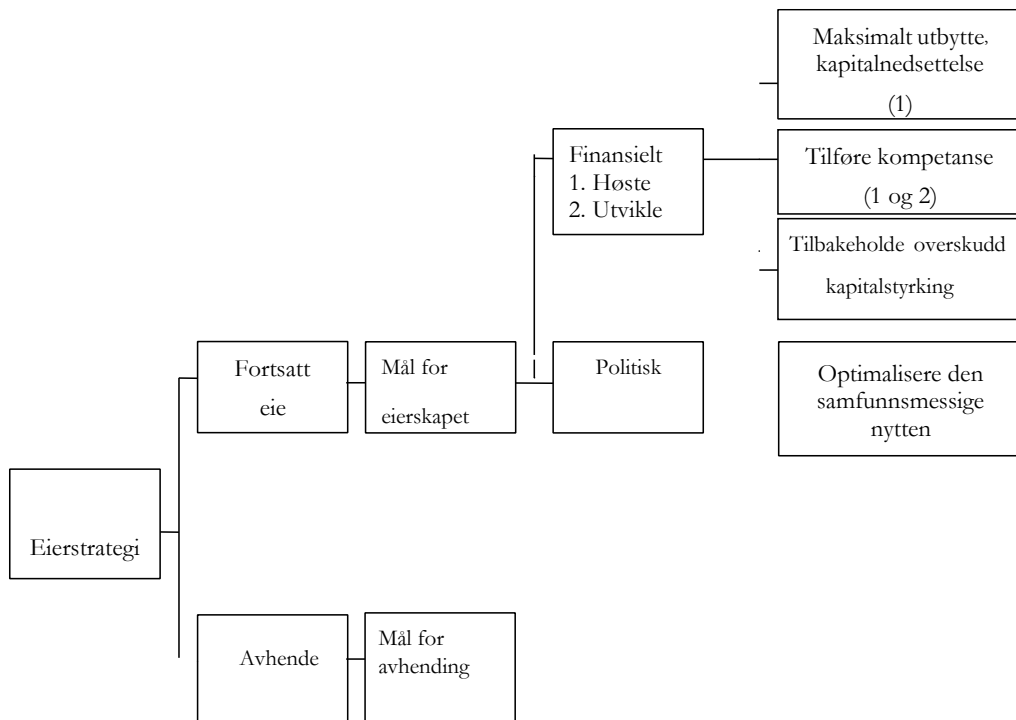 Maksimalt utbytte,
kapitalnedsettelse
(1)
Finansielt
1. Høste
2. Utvikle
Tilføre kompetanse
(1 og 2)
Tilbakeholde overskudd
kapitalstyrking
Fortsatt
eie
Mål for
eierskapet
Politisk
Optimalisere den
samfunnsmessige
nytten
Eierstrategi
Avhende
Mål for
avhending